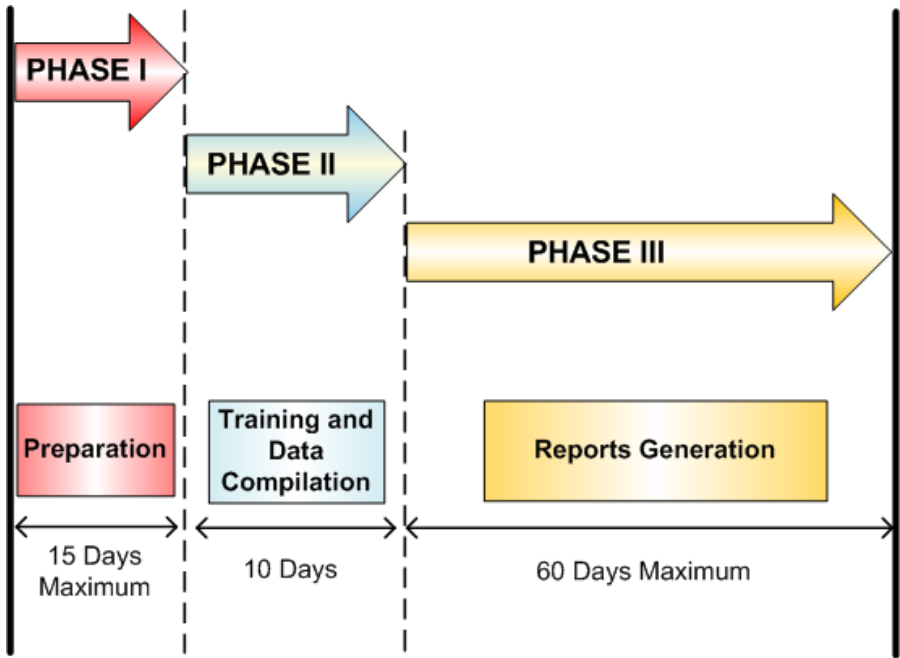 PHASE I
PHASE II
PHASE III
Preparation
Training and
Data
Compilation
Reports Generation
15 Days
Maximum
10 Days
60 Days Maximum